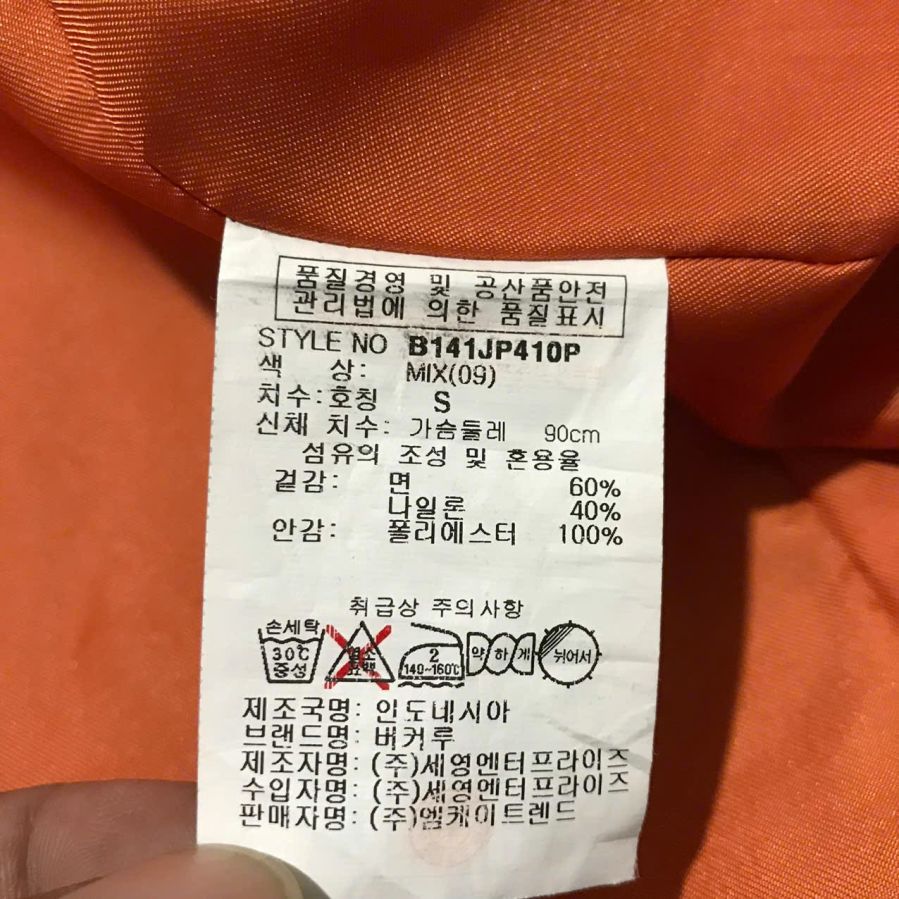 품질경영 및 공산품안전
관리법에 의한 품질표시
STYLE NO B141JP410P
색 상: MIX(09)
치수:호칭 S
신체 치수: 가슴둘레 90cm
섬유의 조성 및 혼용율
겉감: 면 60%
나일론 40%
안감: 폴리에스터 100%
취급상 주의사항
손세탁
30℃
중성
염소
표백
2
140~160℃
약하게
뉘어서
제조국명: 인도네시아
브랜드명: 버커루
제조자명: (주)세영엔터프라이즈
수입자명: (주)세영엔터프라이즈
판매자명: (주)엠케이트렌드